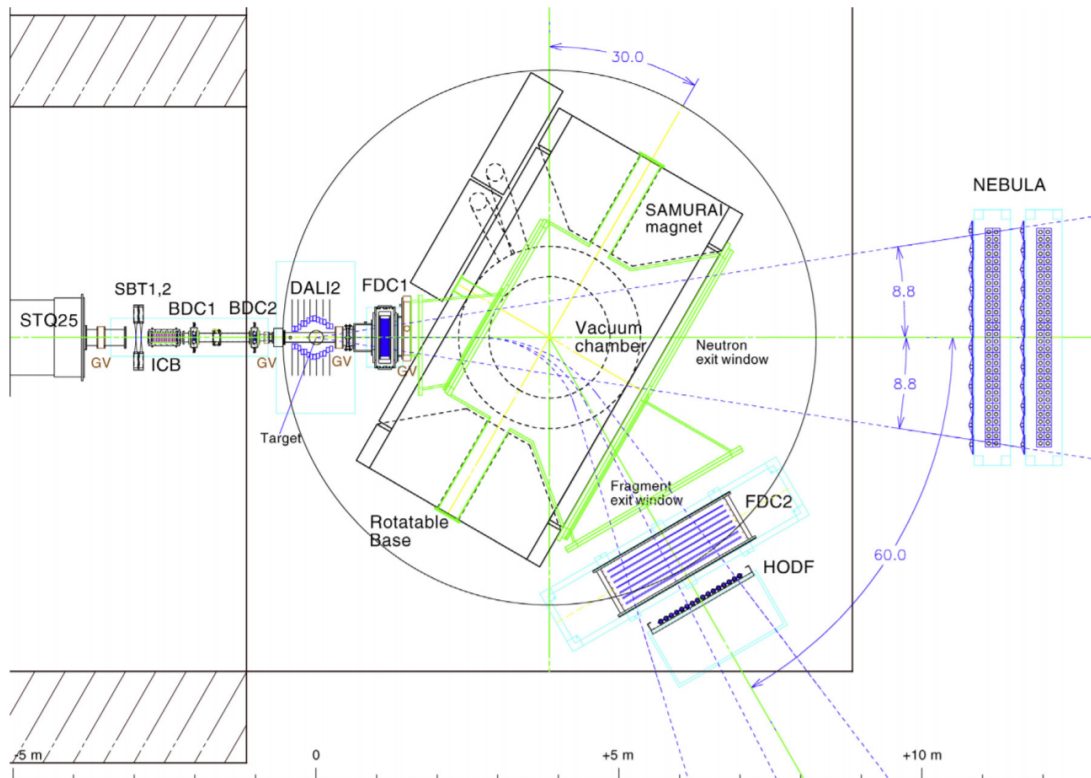 30.0
NEBULA
SAMURAI
magnet
SBT1,2
BDC1
BDC2
DALI2
FDC1
8.8
STQ25
Vacuum
chamber
Neutron
exit window
GV
ICB
GV
GV
GV
8.8
Target
Fragment
exit window
FDC2
Rotatable
Base
HODF
60.0
-5 m
0
+5 m
+10 m